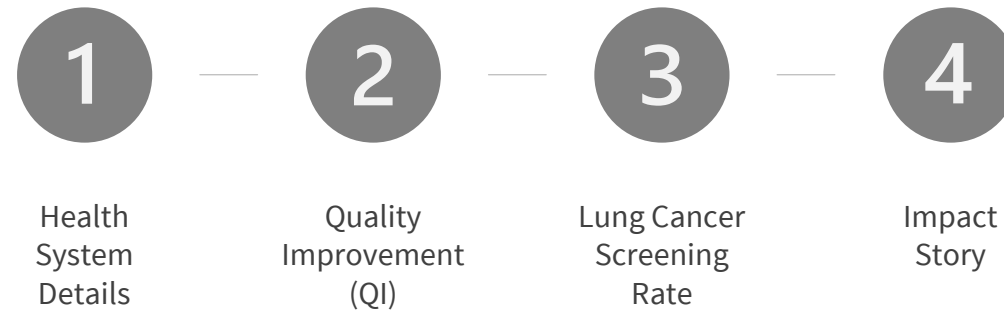 1 2 3 4
Health System Details
Quality Improvement (QI)
Lung Cancer Screening Rate
Impact Story